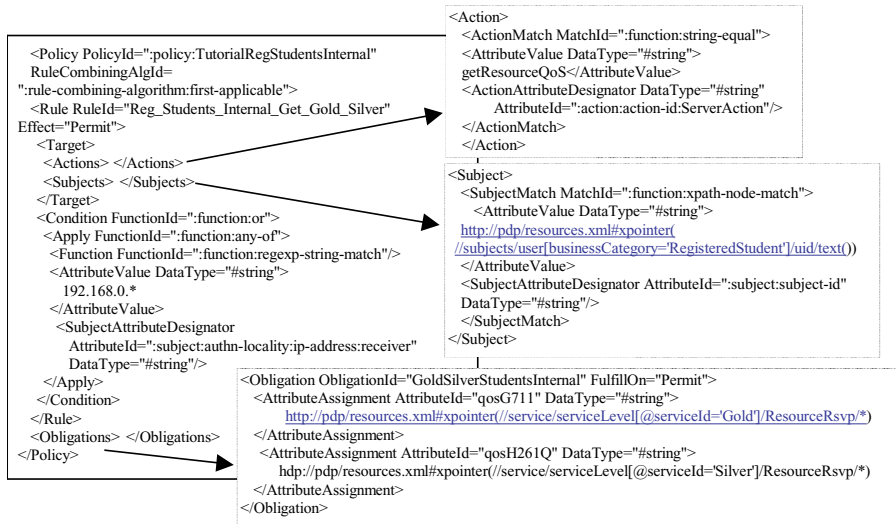 <Policy PolicyId=":policy:TutorialRegStudentsInternal"
RuleCombiningAlgId=
":rule-combining-algorithm:first-applicable">
<Rule RuleId="Reg_Students_Internal_Get_Gold_Silver"
Effect="Permit">
<Target>
<Actions> </Actions>
<Subjects> </Subjects>
</Target>
<Condition FunctionId=":function:or">
<Apply FunctionId=":function:any-of">
<Function FunctionId=":function:regexp-string-match"/>
<AttributeValue DataType="#string">
192.168.0.*
</AttributeValue>
<SubjectAttributeDesignator
AttributeId=":subject:authn-locality:ip-address:receiver"
DataType="#string"/>
</Apply>
</Condition>
</Rule>
<Obligations> </Obligations>
</Policy>
<Action>
<ActionMatch MatchId=":function:string-equal">
<AttributeValue DataType="#string">
getResourceQoS</AttributeValue>
<ActionAttributeDesignator DataType="#string"
AttributeId=":action:action-id:ServerAction"/>
</ActionMatch>
</Action>
<Subject>
<SubjectMatch MatchId=":function:xpath-node-match">
<AttributeValue DataType="#string">
http://pdp/resources.xml#xpointer(
//subjects/user[businessCategory='RegisteredStudent']/uid/text())
</AttributeValue>
<SubjectAttributeDesignator AttributeId=":subject:subject-id"
DataType="#string"/>
</SubjectMatch>
</Subject>
<Obligation ObligationId="GoldSilverStudentsInternal" FulfillOn="Permit">
<AttributeAssignment AttributeId="qosG711" DataType="#string">
http://pdp/resources.xml#xpointer(//service/serviceLevel[@serviceId='Gold']/ResourceRsvp/*)
</AttributeAssignment>
<AttributeAssignment AttributeId="qosH261Q" DataType="#string">
hdp://pdp/resources.xml#xpointer(//service/serviceLevel[@serviceId='Silver']/ResourceRsvp/*)
</AttributeAssignment>
</Obligation>